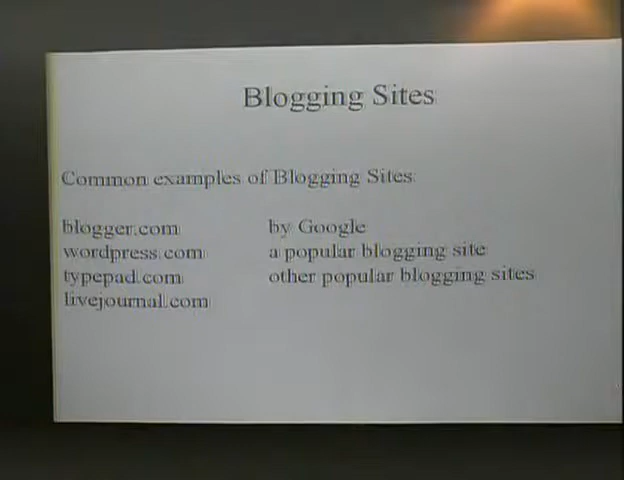 Blogging Sites
Common examples of Blogging Sites:
blogger.com by Google
wordpress.com a popular blogging site
typepad.com other popular blogging sites
livejournal.com